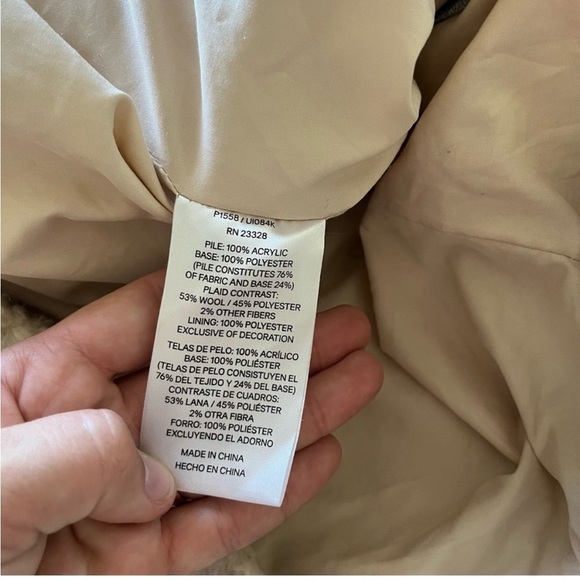 P1558 / U1084K
RN 23328
PILE: 100% ACRYLIC
BASE: 100% POLYESTER
(PILE CONSTITUTES 76%
OF FABRIC AND BASE 24%)
PLAID CONTRAST:
53% WOOL / 45% POLYESTER
2% OTHER FIBERS
LINING: 100% POLYESTER
EXCLUSIVE OF DECORATION
TELAS DE PELO: 100% ACRÍLICO
BASE: 100% POLIÉSTER
(TELAS DE PELO CONSISTUYEN EL
76% DEL TEJIDO Y 24% DEL BASE)
CONTRASTE DE CUADROS:
53% LANA / 45% POLIÉSTER
2% OTRA FIBRA
FORRO: 100% POLIÉSTER
EXCLUYENDO EL ADORNO
MADE IN CHINA
HECHO EN CHINA